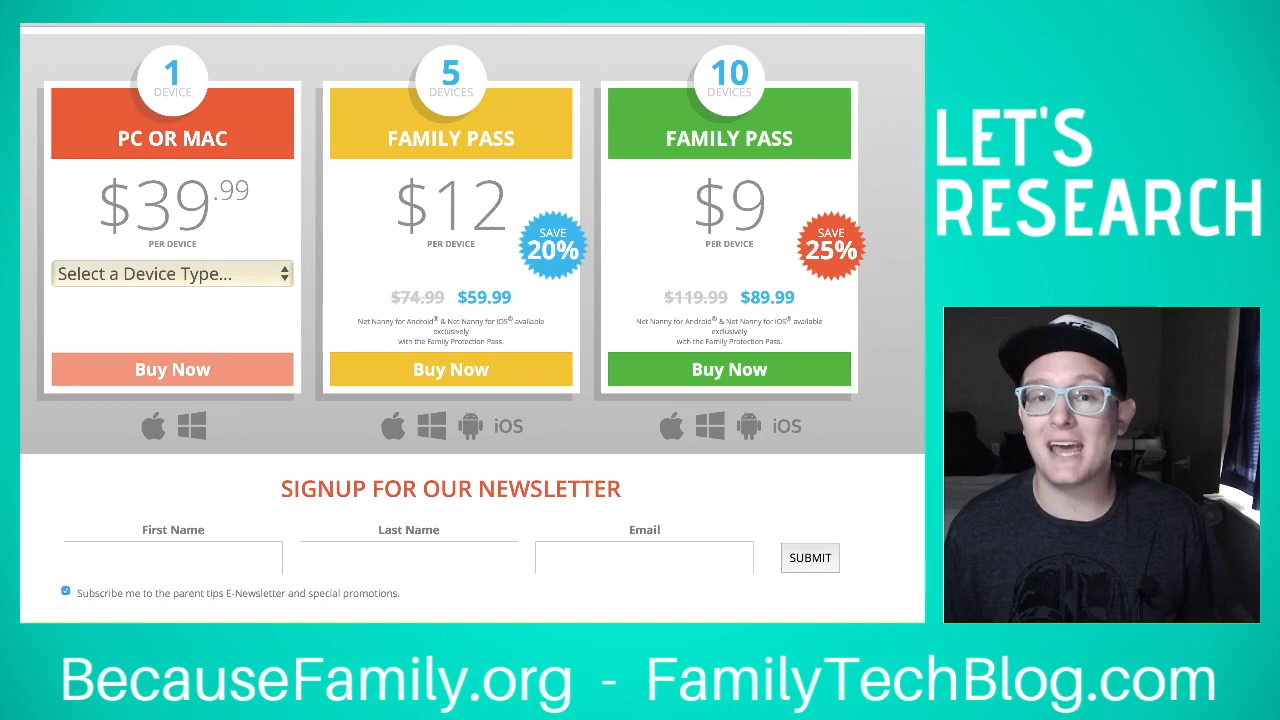 1
DEVICE
PC OR MAC
$39.99
PER DEVICE
Select a Device Type...
Buy Now
5
DEVICES
FAMILY PASS
$12
PER DEVICE
SAVE
20%
$74.99 $59.99
Net Nanny for Android® & Net Nanny for iOS® available
exclusively
with the Family Protection Pass.
Buy Now
iOS
10
DEVICES
FAMILY PASS
$9
PER DEVICE
SAVE
25%
$119.99 $89.99
Net Nanny for Android® & Net Nanny for iOS® available
exclusively
with the Family Protection Pass.
Buy Now
iOS
SIGNUP FOR OUR NEWSLETTER
First Name
Last Name
Email
SUBMIT
Subscribe me to the parent tips E-Newsletter and special promotions.
LET'S
RESEARCH
BecauseFamily.org - FamilyTechBlog.com